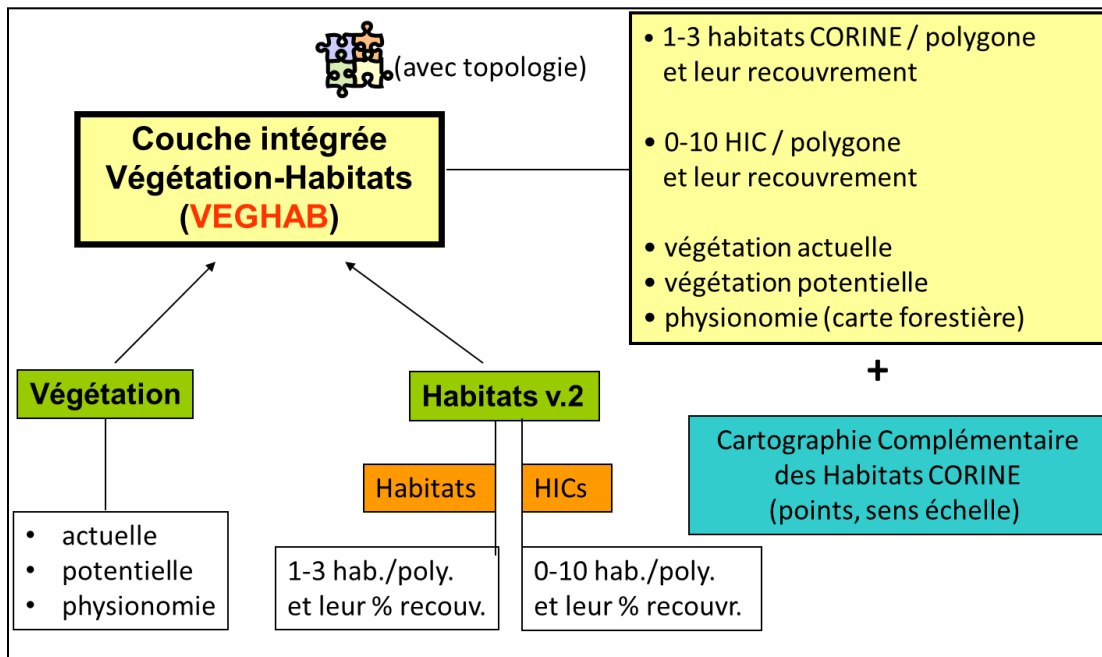 (avec topologie)
Couche intégrée
Végétation-Habitats
(VEGHAB)
• 1-3 habitats CORINE / polygone
et leur recouvrement
• 0-10 HIC / polygone
et leur recouvrement
• végétation actuelle
• végétation potentielle
• physionomie (carte forestière)
+
Cartographie Complémentaire
des Habitats CORINE
(points, sens échelle)
Végétation
• actuelle
• potentielle
• physionomie
Habitats v.2
Habitats
HICs
1-3 hab./poly.
et leur % recouv.
0-10 hab./poly.
et leur % recouvr.